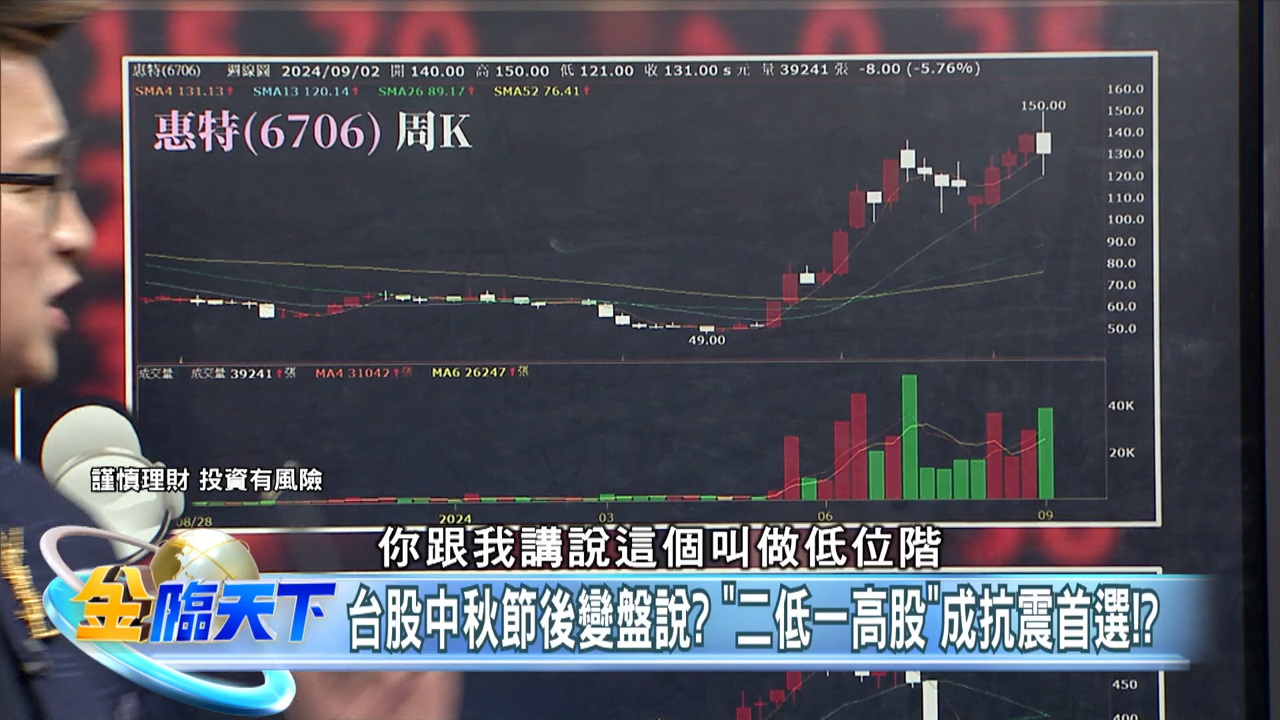 惠特(6706) 週線圖 2024/09/02 開 140.00 高 150.00 低 121.00 收 131.00 s 元 量 39241 張 -8.00 (-5.76%)
SMA4 131.13↑ SMA13 120.14↑ SMA26 89.17↑ SMA52 76.41↑
惠特(6706) 周K
150.00
160.0
150.0
140.0
130.0
120.0
110.0
100.0
90.0
80.0
70.0
60.0
50.0
49.00
成交量 成交量 39241↑張 MA4 31042↑張 MA6 26247↑張
40K
20K
謹慎理財 投資有風險
08/28 2024 03 06 09
你跟我講說這個叫做低位階
金臨天下
台股中秋節後變盤說? "二低一高股"成抗震首選!?
450
400